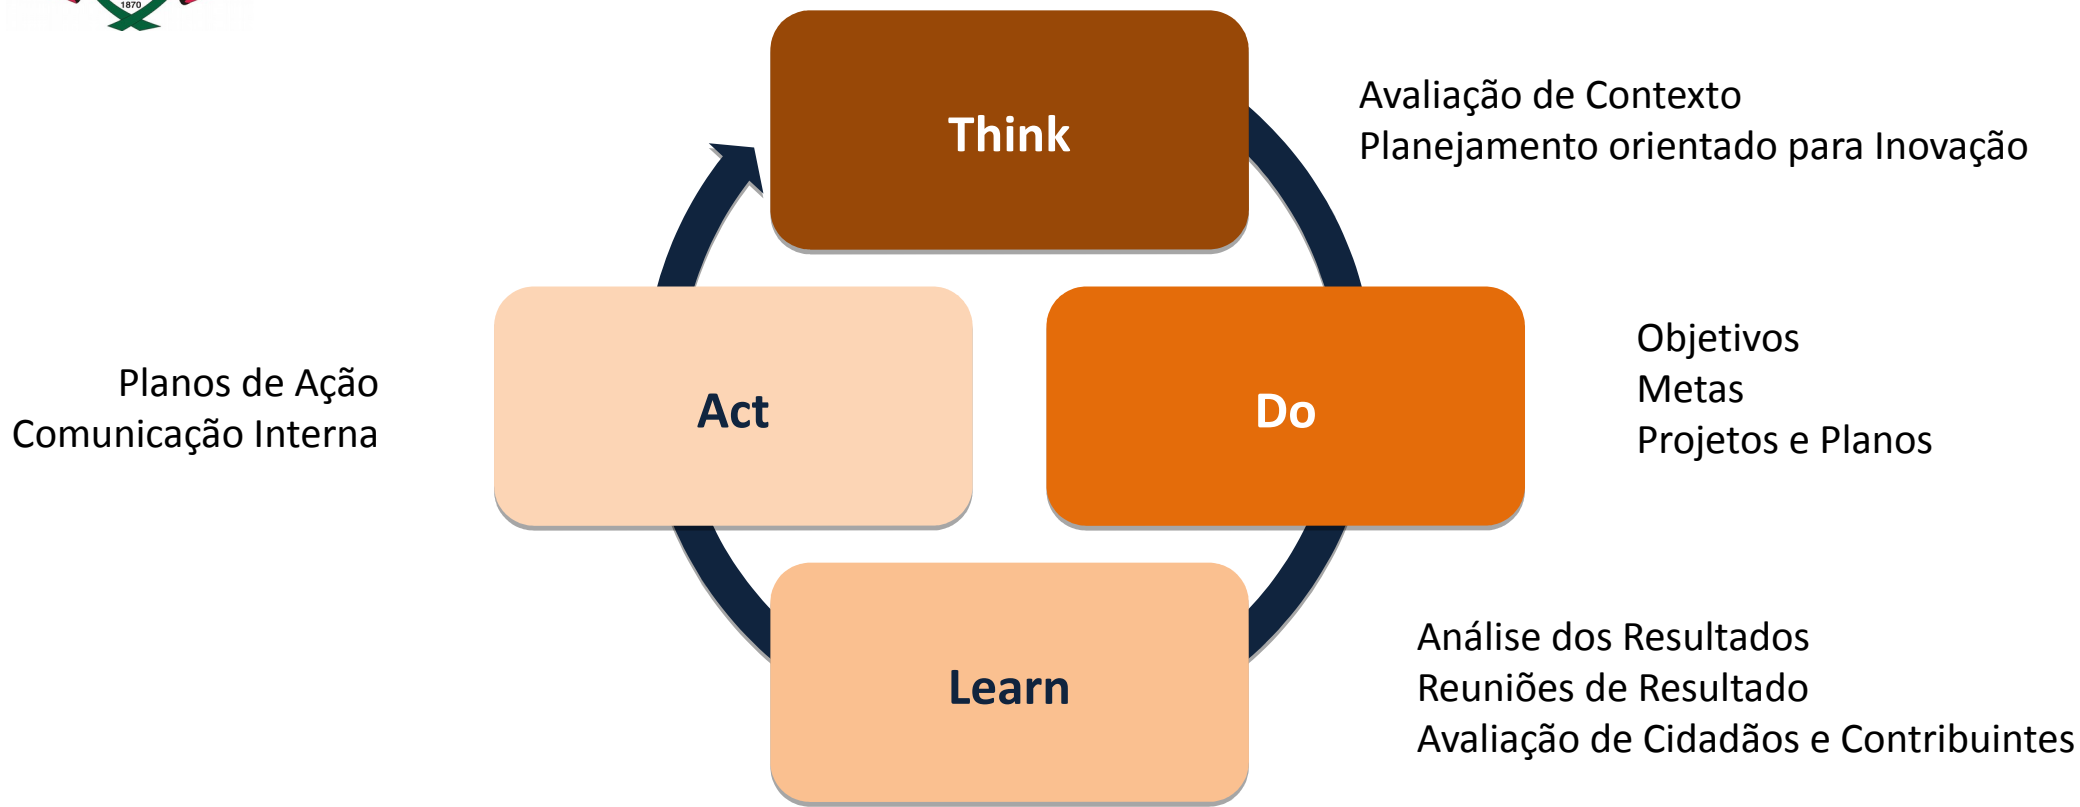 1870
Think
Avaliação de Contexto
Planejamento orientado para Inovação
Act
Planos de Ação
Comunicação Interna
Do
Objetivos
Metas
Projetos e Planos
Learn
Análise dos Resultados
Reuniões de Resultado
Avaliação de Cidadãos e Contribuintes